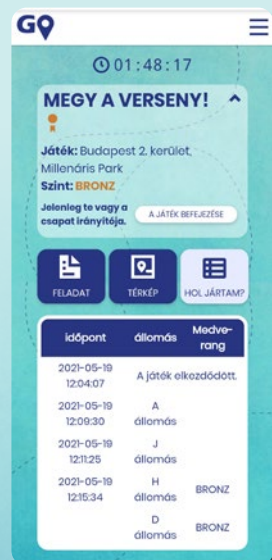 GO
01:48:17
MEGY A VERSENY!
Játék: Budapest 2. kerület,
Millenáris Park
Szint: BRONZ
Jelenleg te vagy a
csapat irányítója.
A JÁTÉK BEFEJEZÉSE
FELADAT
TÉRKÉP
HOL JÁRTAM?
időpont állomás Medve-
rang
2021-05-19
12:04:07
A játék elkezdődött.
2021-05-19
12:09:30
A
állomás
2021-05-19
12:11:25
J
állomás
2021-05-19
12:15:34
H
állomás
BRONZ
D
állomás
BRONZ